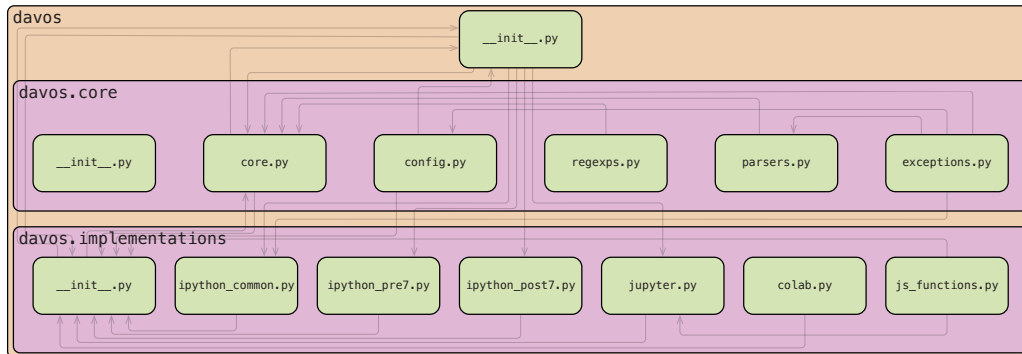 davos
__init__.py
davos.core
__init__.py
core.py
config.py
regexps.py
parsers.py
exceptions.py
davos.implementations
__init__.py
ipython_common.py
ipython_pre7.py
ipython_post7.py
jupyter.py
colab.py
js_functions.py